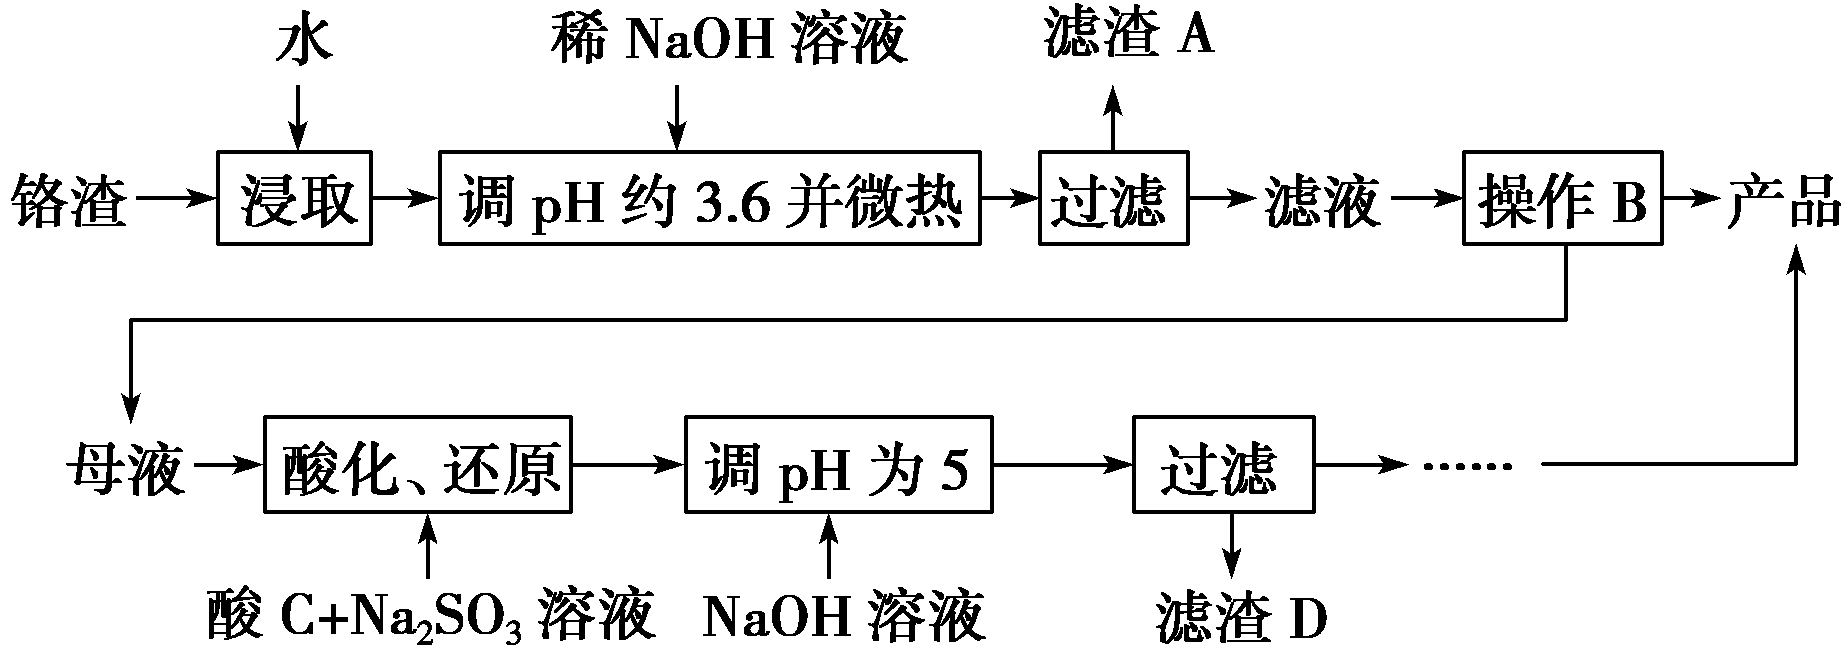 水 稀 NaOH 溶液 滤渣 A
铬渣 浸取 调 pH 约 3.6 并微热 过滤 滤液 操作 B 产品
母液 酸化、还原 调 pH 为 5 过滤 ……
酸 C+Na₂SO₃ 溶液 NaOH 溶液 滤渣 D